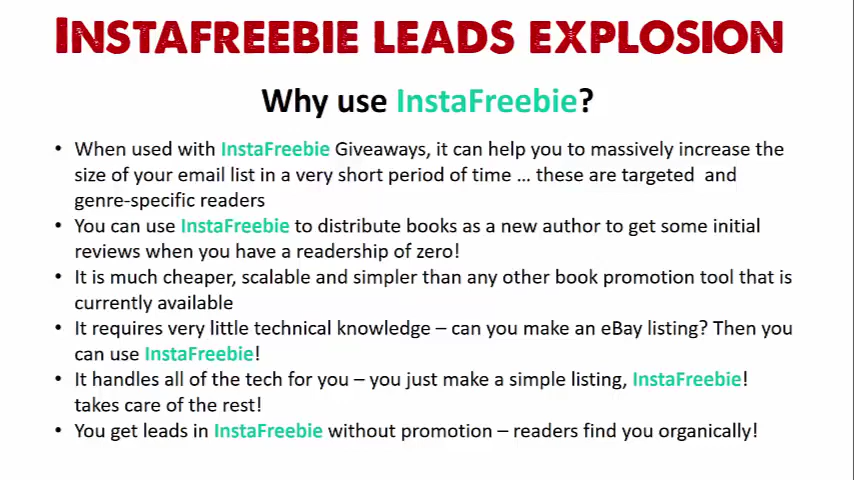 INSTAFREEBIE LEADS EXPLOSION
Why use InstaFreebie?
• When used with InstaFreebie Giveaways, it can help you to massively increase the
size of your email list in a very short period of time ... these are targeted and
genre-specific readers
• You can use InstaFreebie to distribute books as a new author to get some initial
reviews when you have a readership of zero!
• It is much cheaper, scalable and simpler than any other book promotion tool that is
currently available
• It requires very little technical knowledge – can you make an eBay listing? Then you
can use InstaFreebie!
• It handles all of the tech for you – you just make a simple listing, InstaFreebie!
takes care of the rest!
• You get leads in InstaFreebie without promotion – readers find you organically!